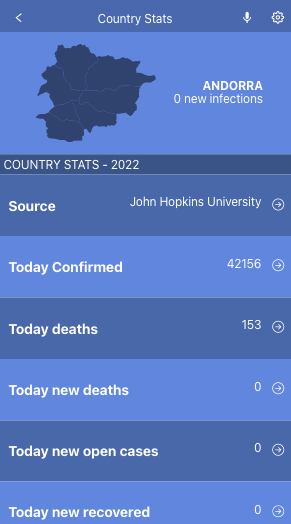 Country Stats
ANDORRA
0 new infections
COUNTRY STATS - 2022
Source John Hopkins University
Today Confirmed 42156
Today deaths 153
Today new deaths 0
Today new open cases 0
Today new recovered 0